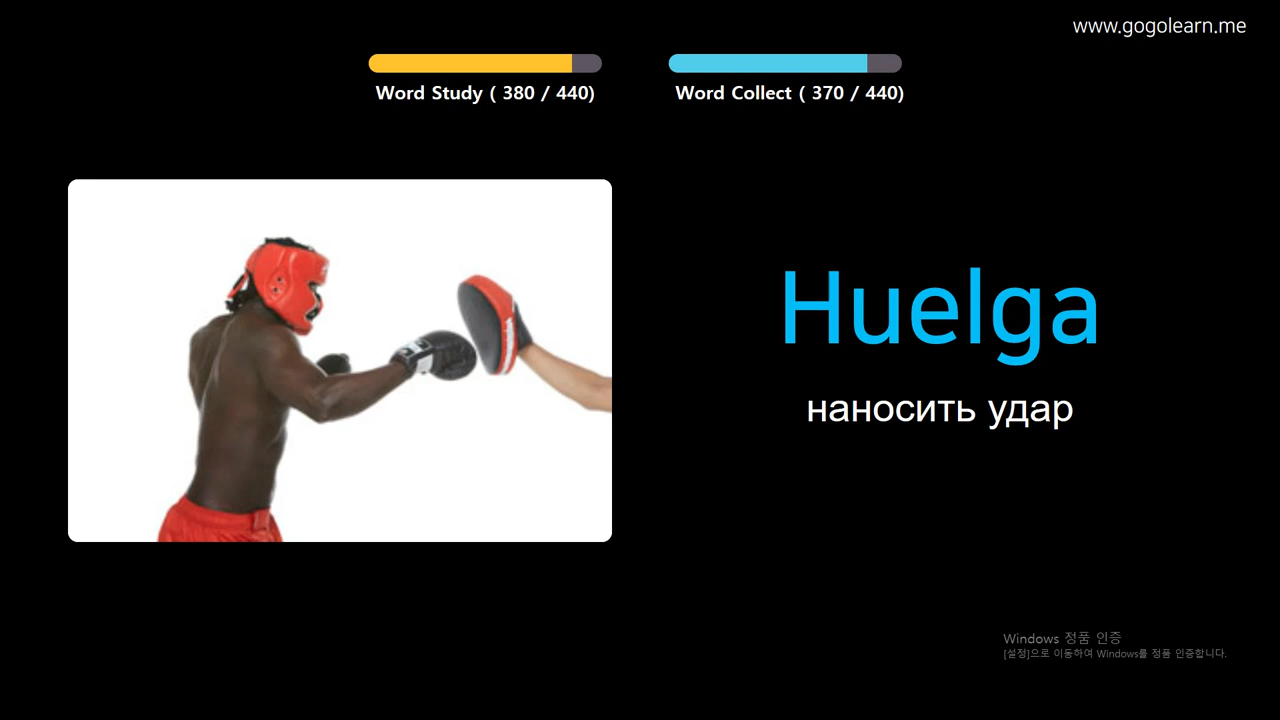 www.gogolearn.me
Word Study ( 380 / 440)
Word Collect ( 370 / 440)
Huelga
наносить удар
Windows 정품 인증
[설정]으로 이동하여 Windows를 정품 인증합니다.